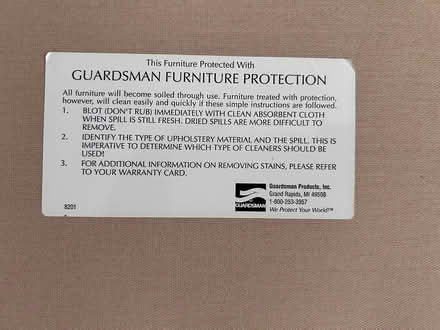 This Furniture Protected With
GUARDSMAN FURNITURE PROTECTION
All furniture will become soiled through use. Furniture treated with protection,
however, will clean easily and quickly if these simple instructions are followed.
1. BLOT (DON'T RUB) IMMEDIATELY WITH CLEAN ABSORBENT CLOTH
WHEN SPILL IS STILL FRESH. DRIED SPILLS ARE MORE DIFFICULT TO
REMOVE.
2. IDENTIFY THE TYPE OF UPHOLSTERY MATERIAL AND THE SPILL. THIS IS
IMPERATIVE TO DETERMINE WHICH TYPE OF CLEANERS SHOULD BE
USED!
3. FOR ADDITIONAL INFORMATION ON REMOVING STAINS, PLEASE REFER
TO YOUR WARRANTY CARD.
GUARDSMAN
Guardsman Products, Inc.
Grand Rapids, MI 49508
1-800-253-3957
We Protect Your World!™
8201